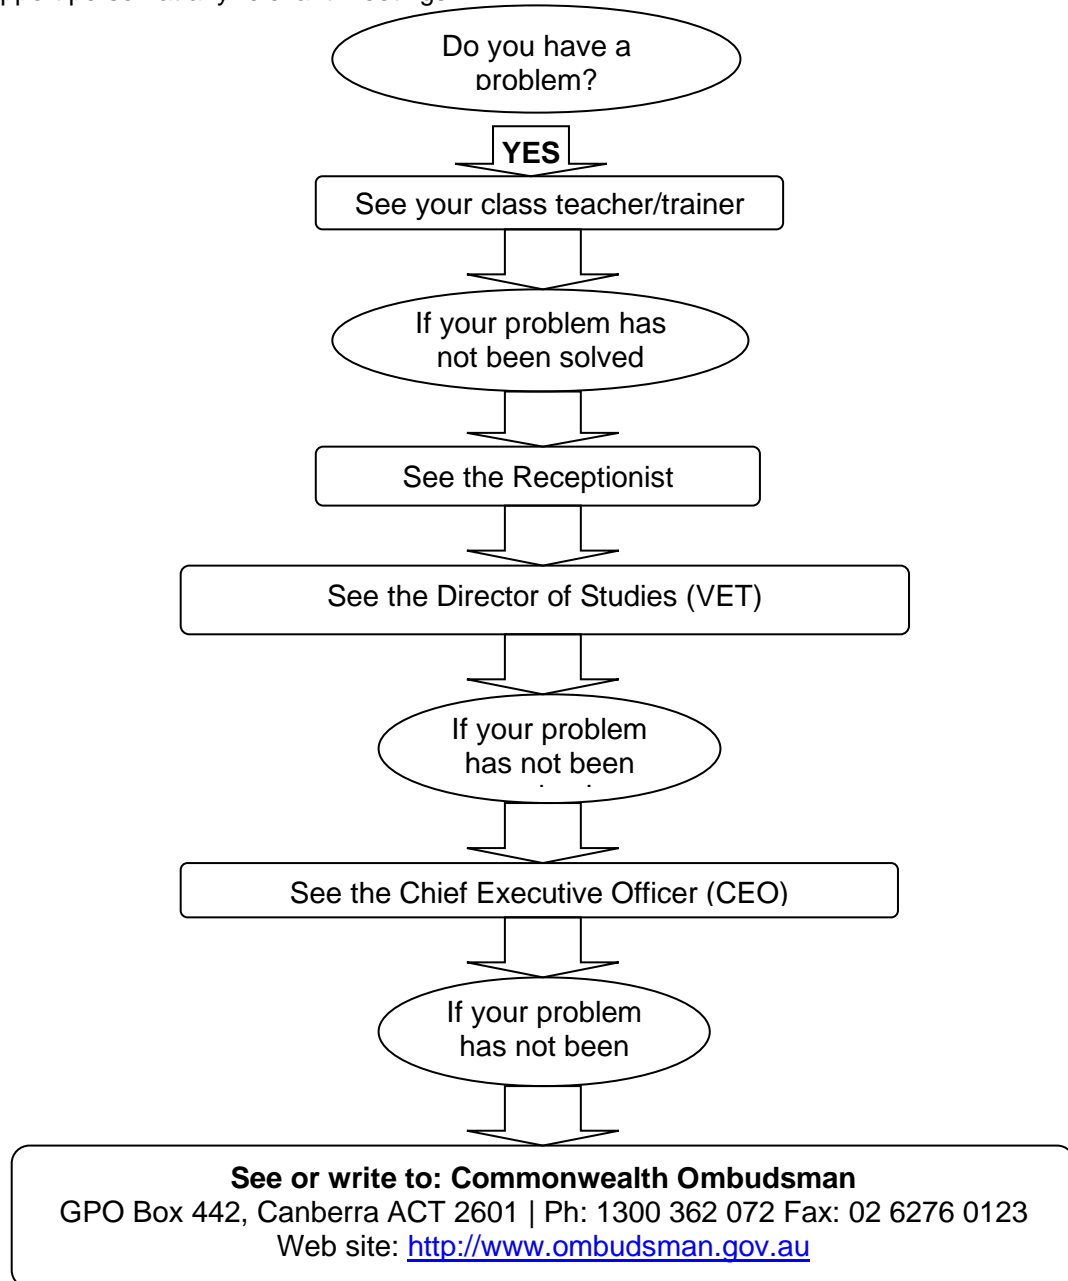 Do you have a
problem?
YES
See your class teacher/trainer
If your problem has
not been solved
See the Receptionist
See the Director of Studies (VET)
If your problem
has not been
See the Chief Executive Officer (CEO)
If your problem
has not been
See or write to: Commonwealth Ombudsman
GPO Box 442, Canberra ACT 2601 | Ph: 1300 362 072 Fax: 02 6276 0123
Web site: http://www.ombudsman.gov.au